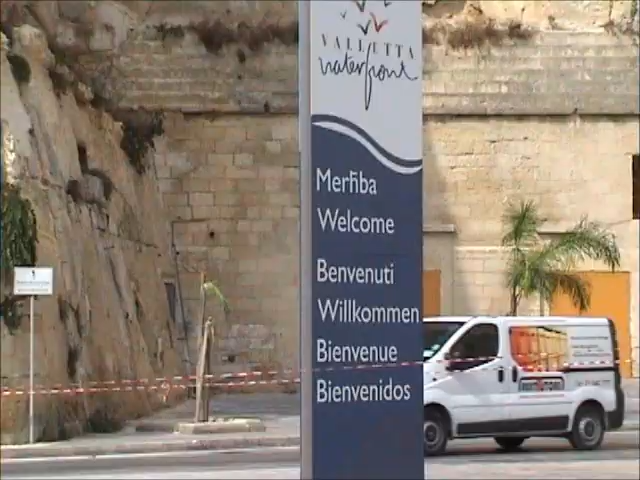 VALLETTA
waterfront
Merħba
Welcome
Benvenuti
Willkommen
Bienvenue
Bienvenidos